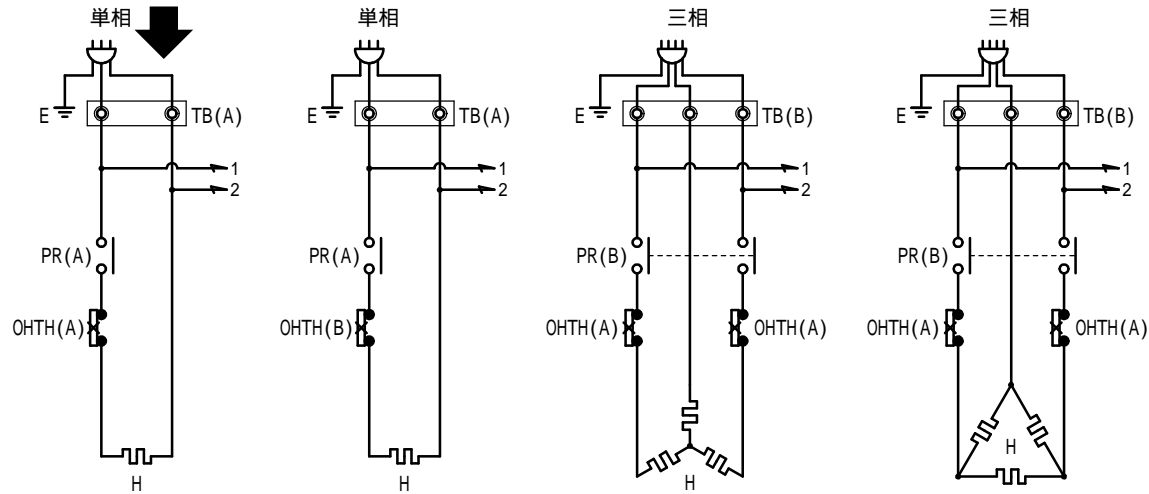 単相
単相
三相
三相
E
TB(A)
E
TB(A)
E
TB(B)
E
TB(B)
1
1
1
1
2
2
2
2
PR(A)
PR(A)
PR(B)
PR(B)
OHTH(A)
OHTH(B)
OHTH(A)
OHTH(A)
OHTH(A)
OHTH(A)
H
H
H
H